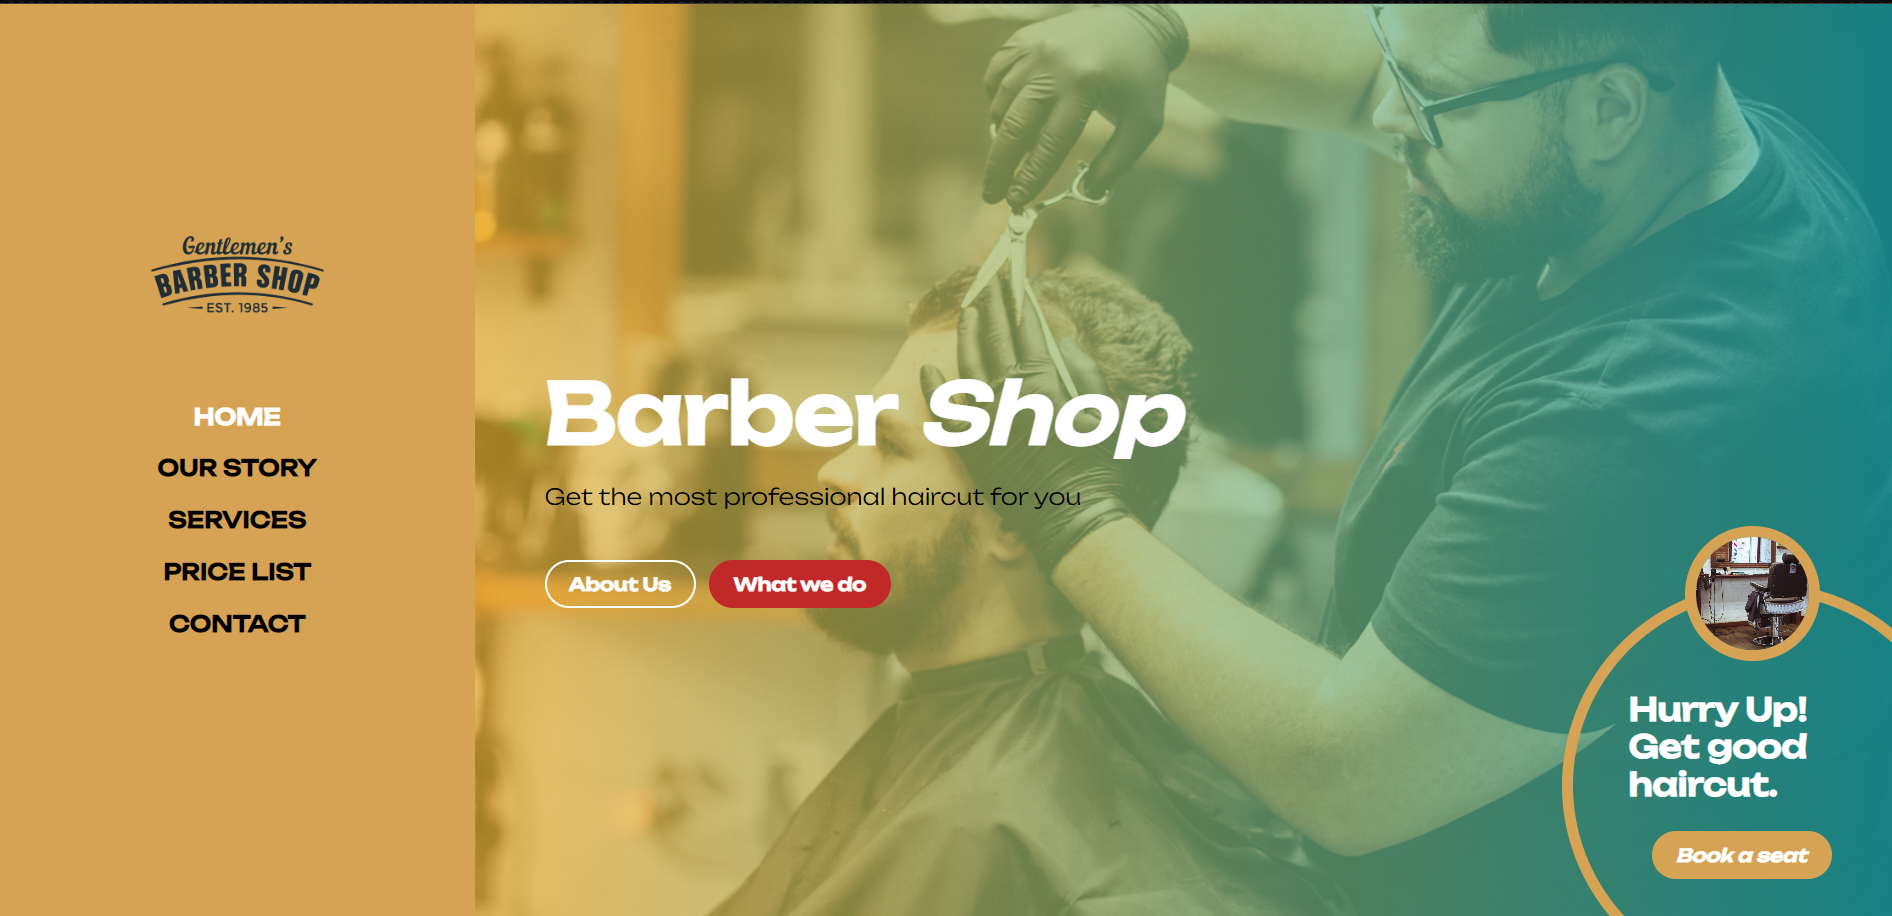 Gentlemen's
BARBER SHOP
EST. 1985
HOME
OUR STORY
SERVICES
PRICE LIST
CONTACT
Barber Shop
Get the most professional haircut for you
About Us
What we do
Hurry Up!
Get good
haircut.
Book a seat